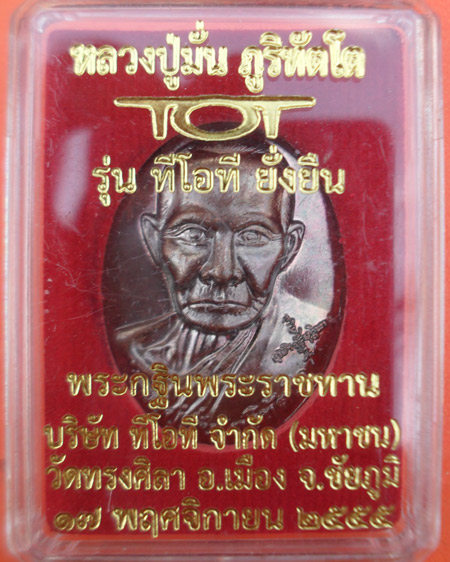 หลวงปู่มั่น ภูริทัตโต
TOT
รุ่น ทีโอที ยั่งยืน
พระกฐินพระราชทาน
บริษัท ทีโอที จำกัด (มหาชน)
วัดทรงศิลา อ.เมือง จ.ชัยภูมิ
๑๗ พฤศจิกายน ๒๕๕๕